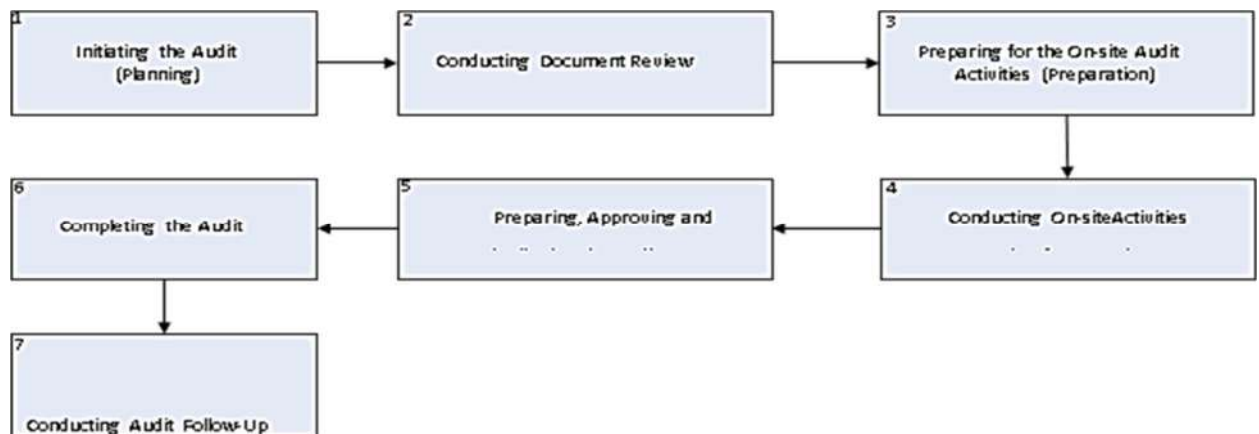 1
Initiating the Audit
(Planning)
2
Conducting Document Review
3
Preparing for the On-site Audit
Activities (Preparation)
6
Completing the Audit
5
Preparing, Approving and
4
Conducting On-siteActivities
7
Conducting Audit Follow-Up